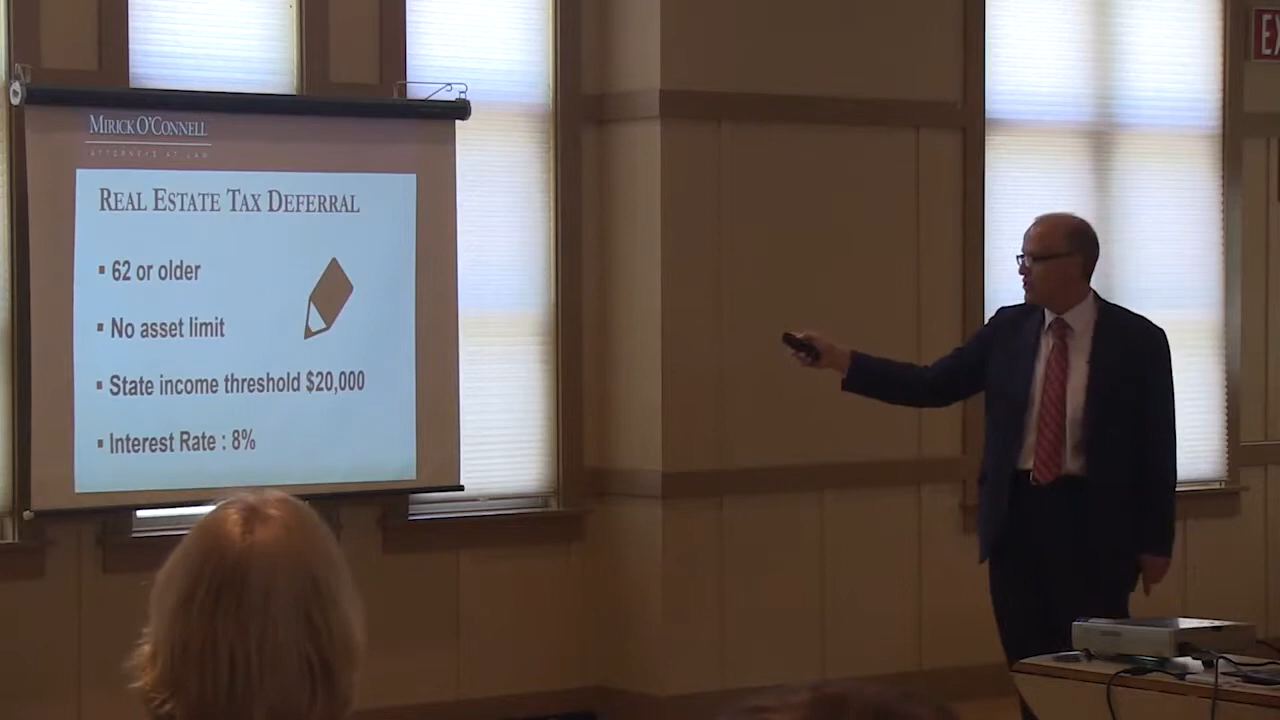 MIRICK O'CONNELL
ATTORNEYS AT LAW
REAL ESTATE TAX DEFERRAL
▪ 62 or older
▪ No asset limit
▪ State income threshold $20,000
▪ Interest Rate : 8%
EX